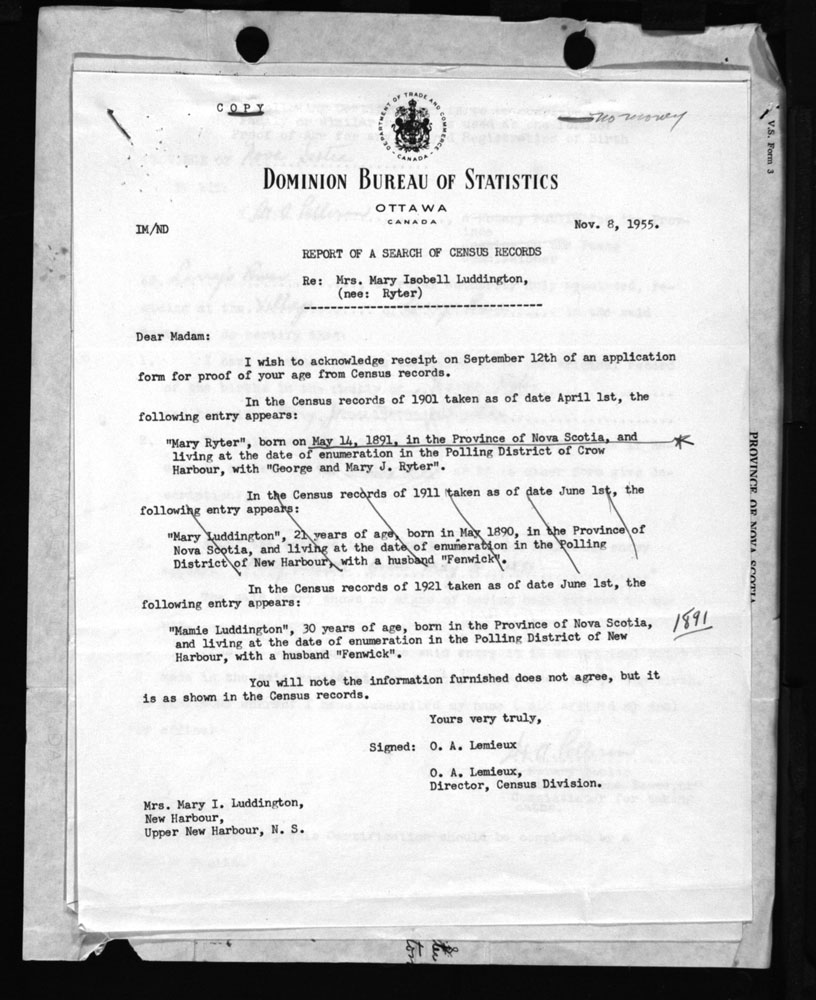 COPY
DEPARTMENT OF TRADE AND COMMERCE
- CANADA -
no money
V.S. Form 3
DOMINION BUREAU OF STATISTICS
OTTAWA
CANADA
IM/ND
Nov. 8, 1955.
REPORT OF A SEARCH OF CENSUS RECORDS
Re: Mrs. Mary Isobell Luddington,
(nee: Ryter)
Dear Madam:
I wish to acknowledge receipt on September 12th of an application
form for proof of your age from Census records.
In the Census records of 1901 taken as of date April 1st, the
following entry appears:
"Mary Ryter", born on May 14, 1891, in the Province of Nova Scotia, and
living at the date of enumeration in the Polling District of Crow
Harbour, with "George and Mary J. Ryter".
In the Census records of 1911 taken as of date June 1st, the
following entry appears:
"Mary Luddington", 21 years of age, born in May 1890, in the Province of
Nova Scotia, and living at the date of enumeration in the Polling
District of New Harbour, with a husband "Fenwick".
In the Census records of 1921 taken as of date June 1st, the
following entry appears:
"Mamie Luddington", 30 years of age, born in the Province of Nova Scotia,
and living at the date of enumeration in the Polling District of New
Harbour, with a husband "Fenwick".
1891
You will note the information furnished does not agree, but it
is as shown in the Census records.
Yours very truly,
Signed: O. A. Lemieux
O. A. Lemieux,
Director, Census Division.
Mrs. Mary I. Luddington,
New Harbour,
Upper New Harbour, N. S.
PROVINCE OF NOVA SCOTIA